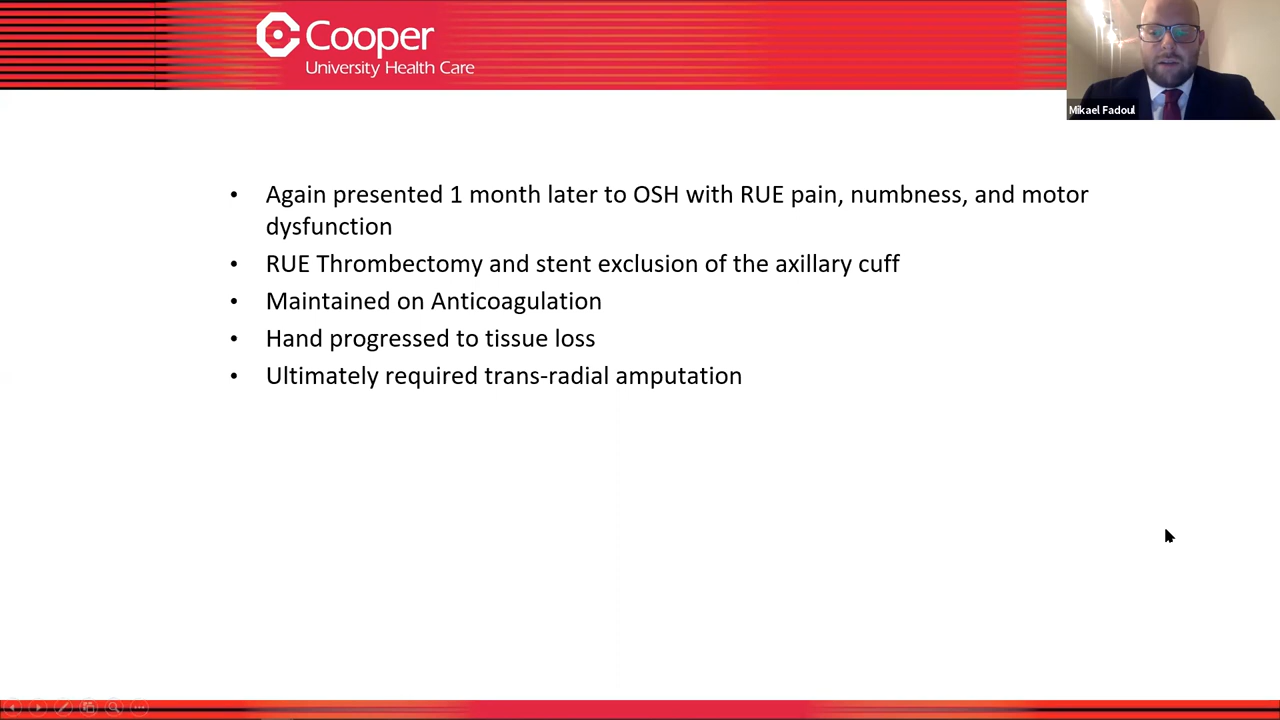 Cooper
University Health Care
Mikael Fadoul
• Again presented 1 month later to OSH with RUE pain, numbness, and motor
dysfunction
• RUE Thrombectomy and stent exclusion of the axillary cuff
• Maintained on Anticoagulation
• Hand progressed to tissue loss
• Ultimately required trans-radial amputation